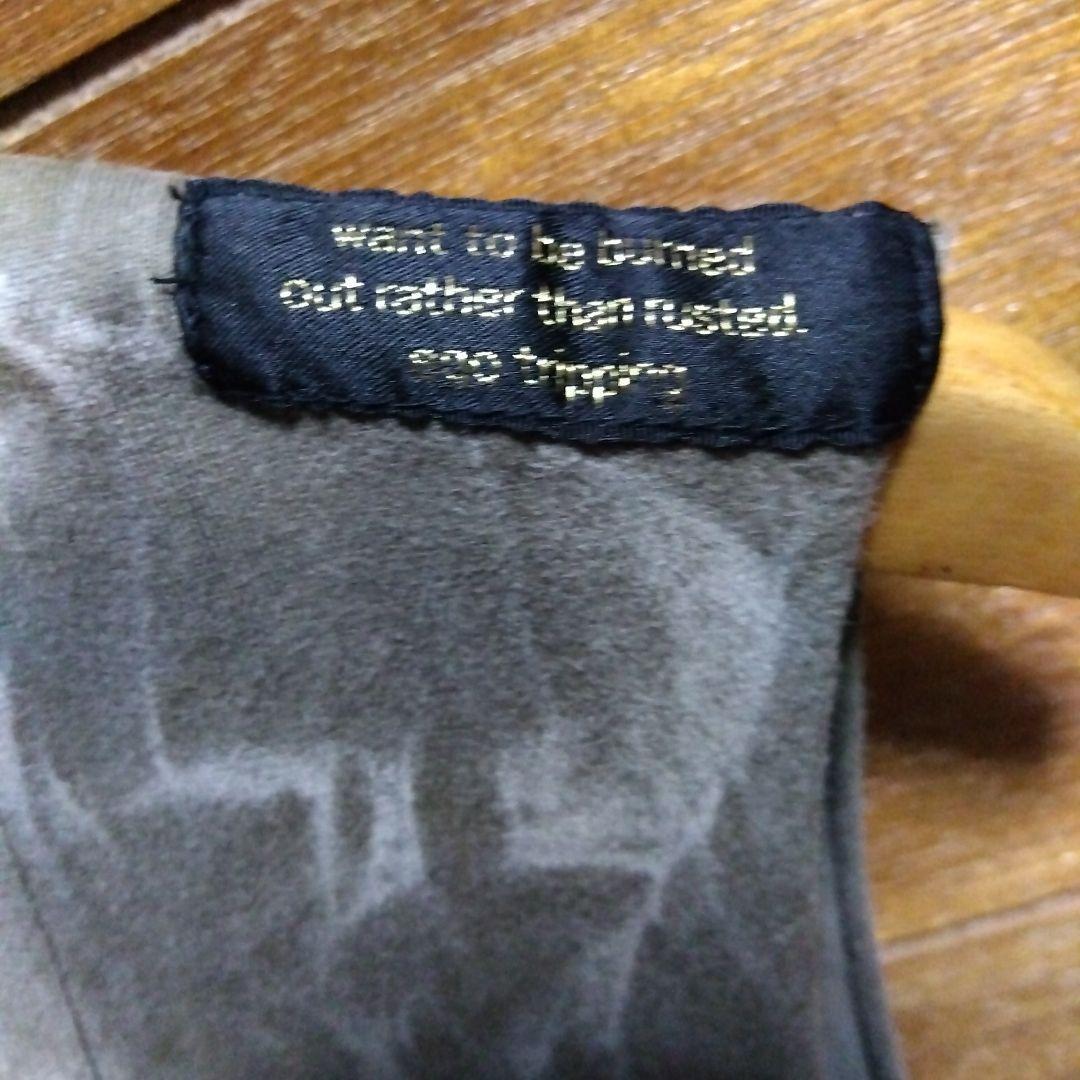 want to be burned
out rather than rusted.
ego tripping